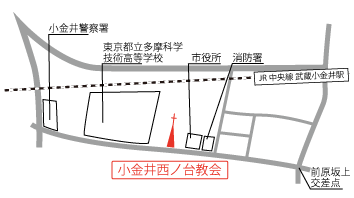 小金井警察署
東京都立多摩科学
技術高等学校
市役所
消防署
JR 中央線 武蔵小金井駅
小金井西ノ台教会
前原坂上
交差点